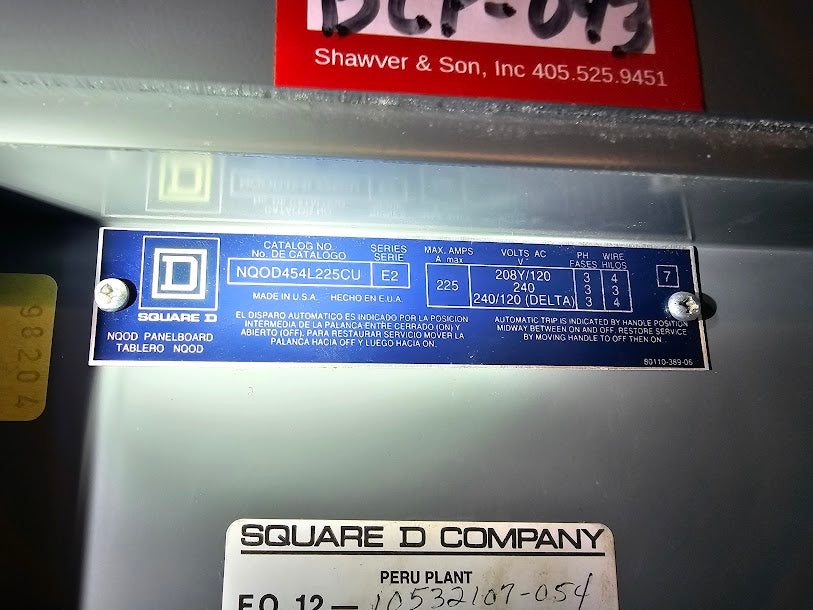 BCP-043
Shawver & Son, Inc 405.525.9451
CATALOG NO.
No. DE CATALOGO
NQOD454L225CU
SERIES
SERIE
E2
MAX. AMPS
A. max
225
VOLTS AC
V
208Y/120
240
240/120 (DELTA)
PH
FASES
3
3
3
WIRE
HILOS
4
3
4
7
MADE IN U.S.A. HECHO EN E.U.A.
SQUARE D
NQOD PANELBOARD
TABLERO NQOD
EL DISPARO AUTOMATICO ES INDICADO POR LA POSICION
INTERMEDIA DE LA PALANCA ENTRE CERRADO (ON) Y
ABIERTO (OFF). PARA RESTAURAR SERVICIO MOVER LA
PALANCA HACIA OFF Y LUEGO HACIA ON.
AUTOMATIC TRIP IS INDICATED BY HANDLE POSITION
MIDWAY BETWEEN ON AND OFF. RESTORE SERVICE
BY MOVING HANDLE TO OFF THEN ON.
80110-389-06
98204
SQUARE D COMPANY
PERU PLANT
F.O. 12 — 10532107-054